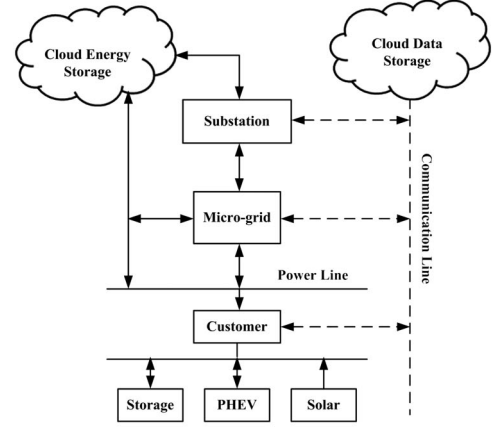 Cloud Energy
Storage
Cloud Data
Storage
Substation
Communication Line
Micro-grid
Power Line
Customer
Storage
PHEV
Solar